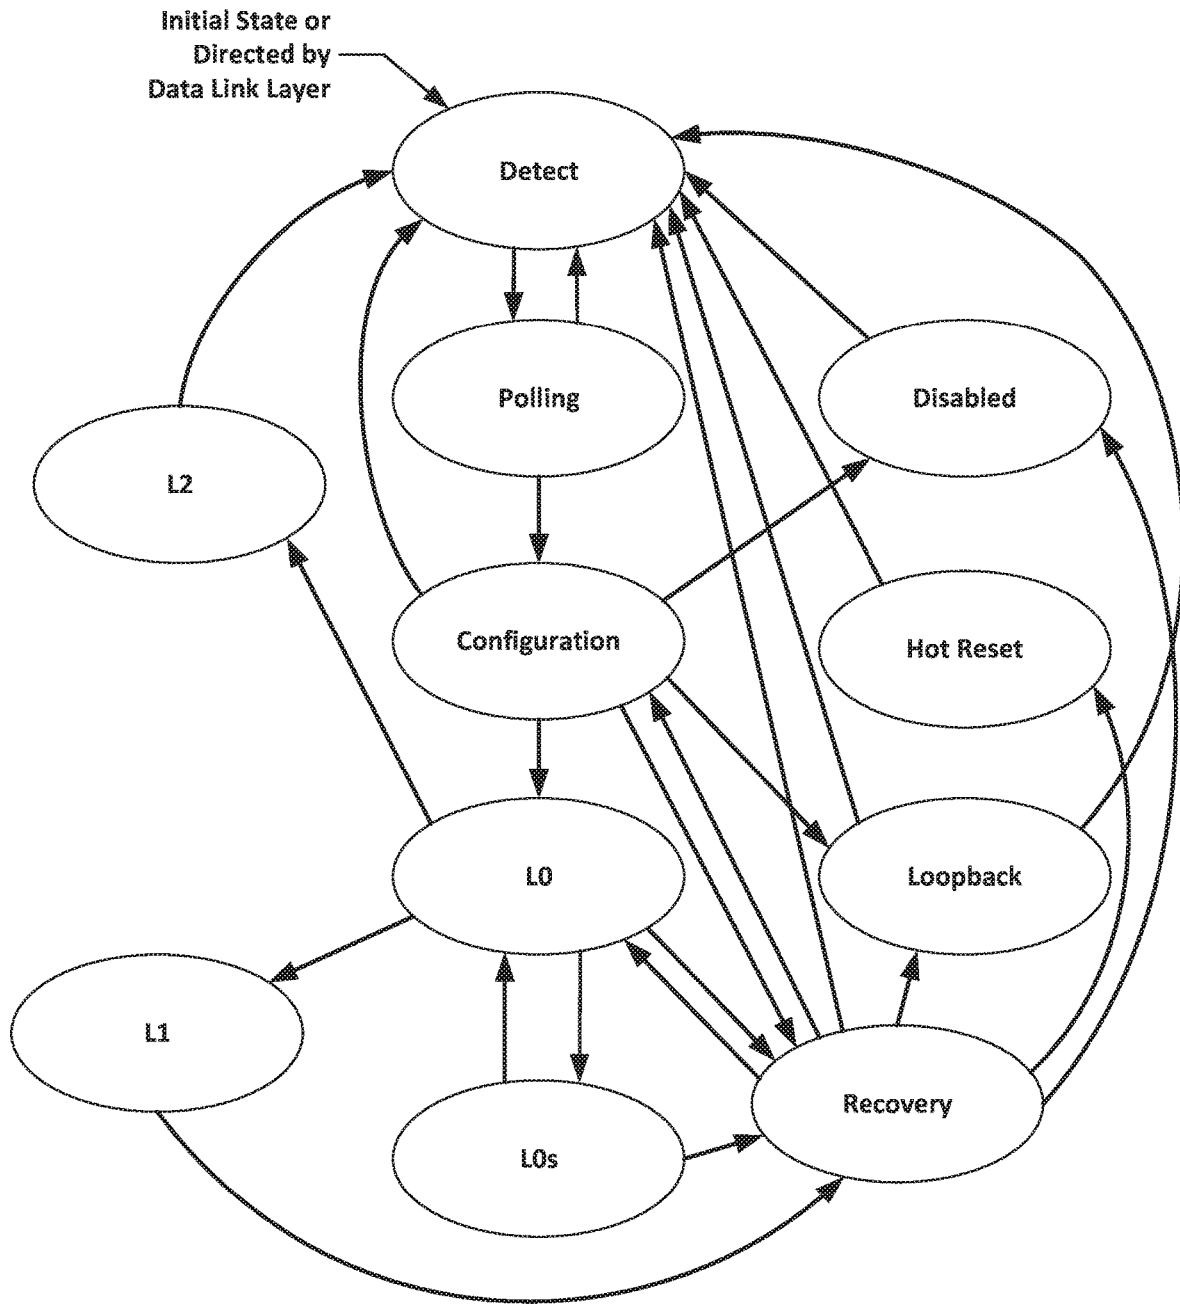 Initial State or
Directed by
Data Link Layer
Detect
Polling
Disabled
L2
Configuration
Hot Reset
L0
Loopback
L1
Recovery
L0s